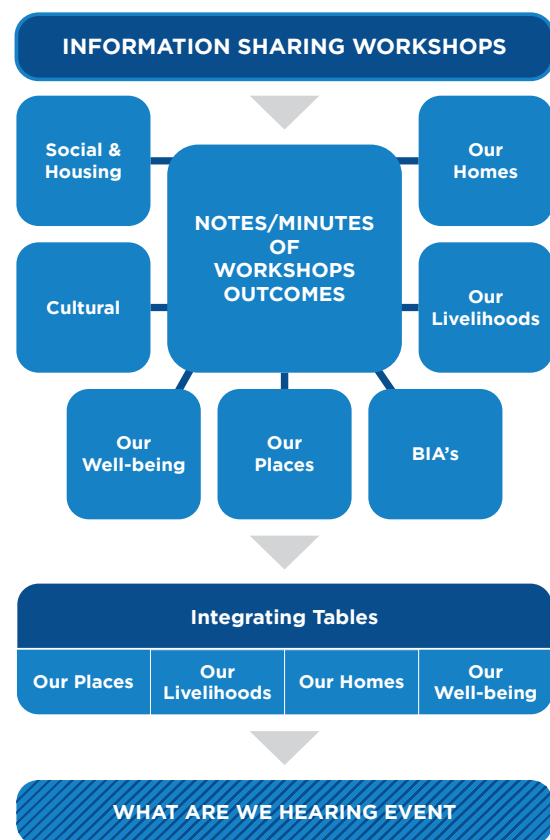 INFORMATION SHARING WORKSHOPS
Social &
Housing
Our
Homes
NOTES/MINUTES
OF
WORKSHOPS
OUTCOMES
Cultural
Our
Livelihoods
Our
Well-being
Our
Places
BIA's
Integrating Tables
Our Places
Our
Livelihoods
Our Homes
Our
Well-being
WHAT ARE WE HEARING EVENT